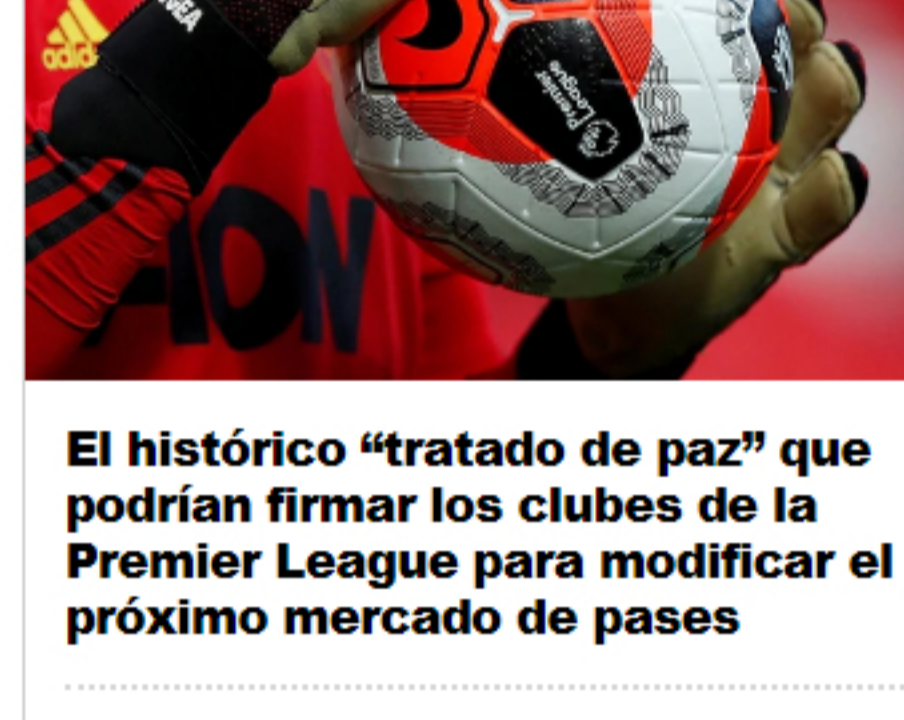 adidas
Premier
League
ION
El histórico “tratado de paz” que
podrían firmar los clubes de la
Premier League para modificar el
próximo mercado de pases